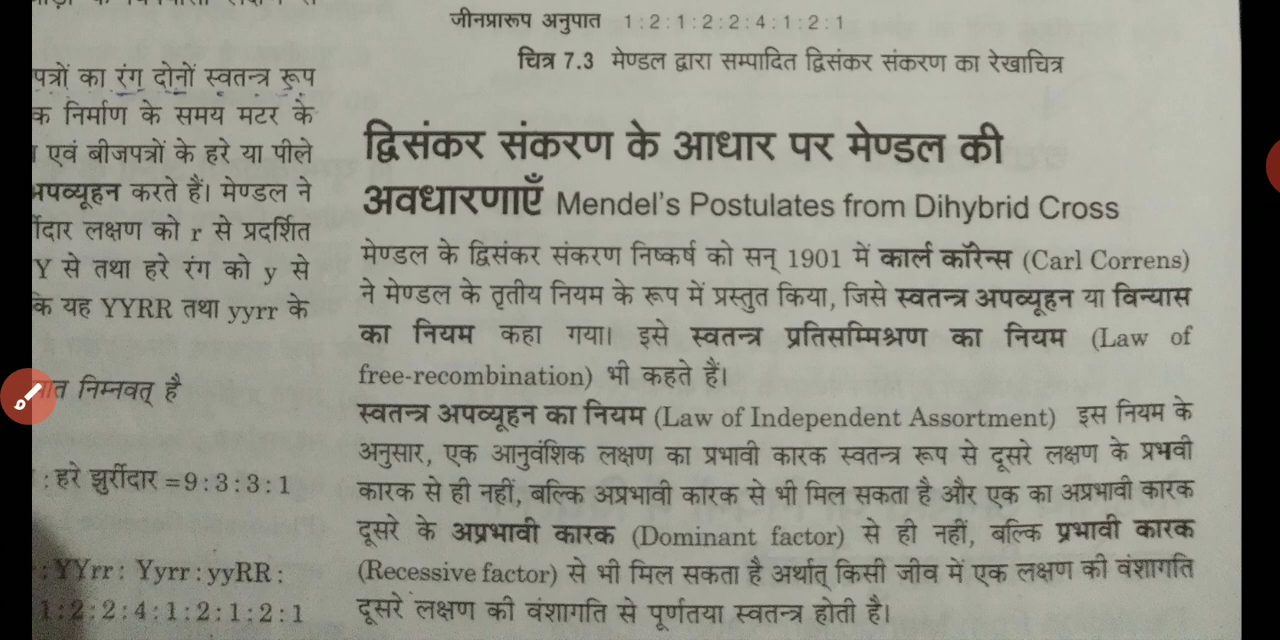 जीनप्रारूप अनुपात 1:2:1:2:2:4:1:2:1
चित्र 7.3 मेण्डल द्वारा सम्पादित द्विसंकर संकरण का रेखाचित्र
पत्रों का रंग दोनों स्वतन्त्र रूप
क निर्माण के समय मटर के
एवं बीजपत्रों के हरे या पीले
अपव्यूहन करते हैं। मेण्डल ने
र्रीदार लक्षण को r से प्रदर्शित
Y से तथा हरे रंग को y से
कि यह YYRR तथा yyrr के
पात निम्नवत् है
: हरे झुर्रीदार =9:3:3:1
:YYrr: Yyrr:yyRR:
1:2:2:4:1:2:1:2:1
द्विसंकर संकरण के आधार पर मेण्डल की
अवधारणाएँ Mendel's Postulates from Dihybrid Cross
मेण्डल के द्विसंकर संकरण निष्कर्ष को सन् 1901 में कार्ल कॉरेन्स (Carl Correns)
ने मेण्डल के तृतीय नियम के रूप में प्रस्तुत किया, जिसे स्वतन्त्र अपव्यूहन या विन्यास
का नियम कहा गया। इसे स्वतन्त्र प्रतिसम्मिश्रण का नियम (Law of
free-recombination) भी कहते हैं।
स्वतन्त्र अपव्यूहन का नियम (Law of Independent Assortment) इस नियम के
अनुसार, एक आनुवंशिक लक्षण का प्रभावी कारक स्वतन्त्र रूप से दूसरे लक्षण के प्रभवी
कारक से ही नहीं, बल्कि अप्रभावी कारक से भी मिल सकता है और एक का अप्रभावी कारक
दूसरे के अप्रभावी कारक (Dominant factor) से ही नहीं, बल्कि प्रभावी कारक
(Recessive factor) से भी मिल सकता है अर्थात् किसी जीव में एक लक्षण की वंशागति
दूसरे लक्षण की वंशागति से पूर्णतया स्वतन्त्र होती है।